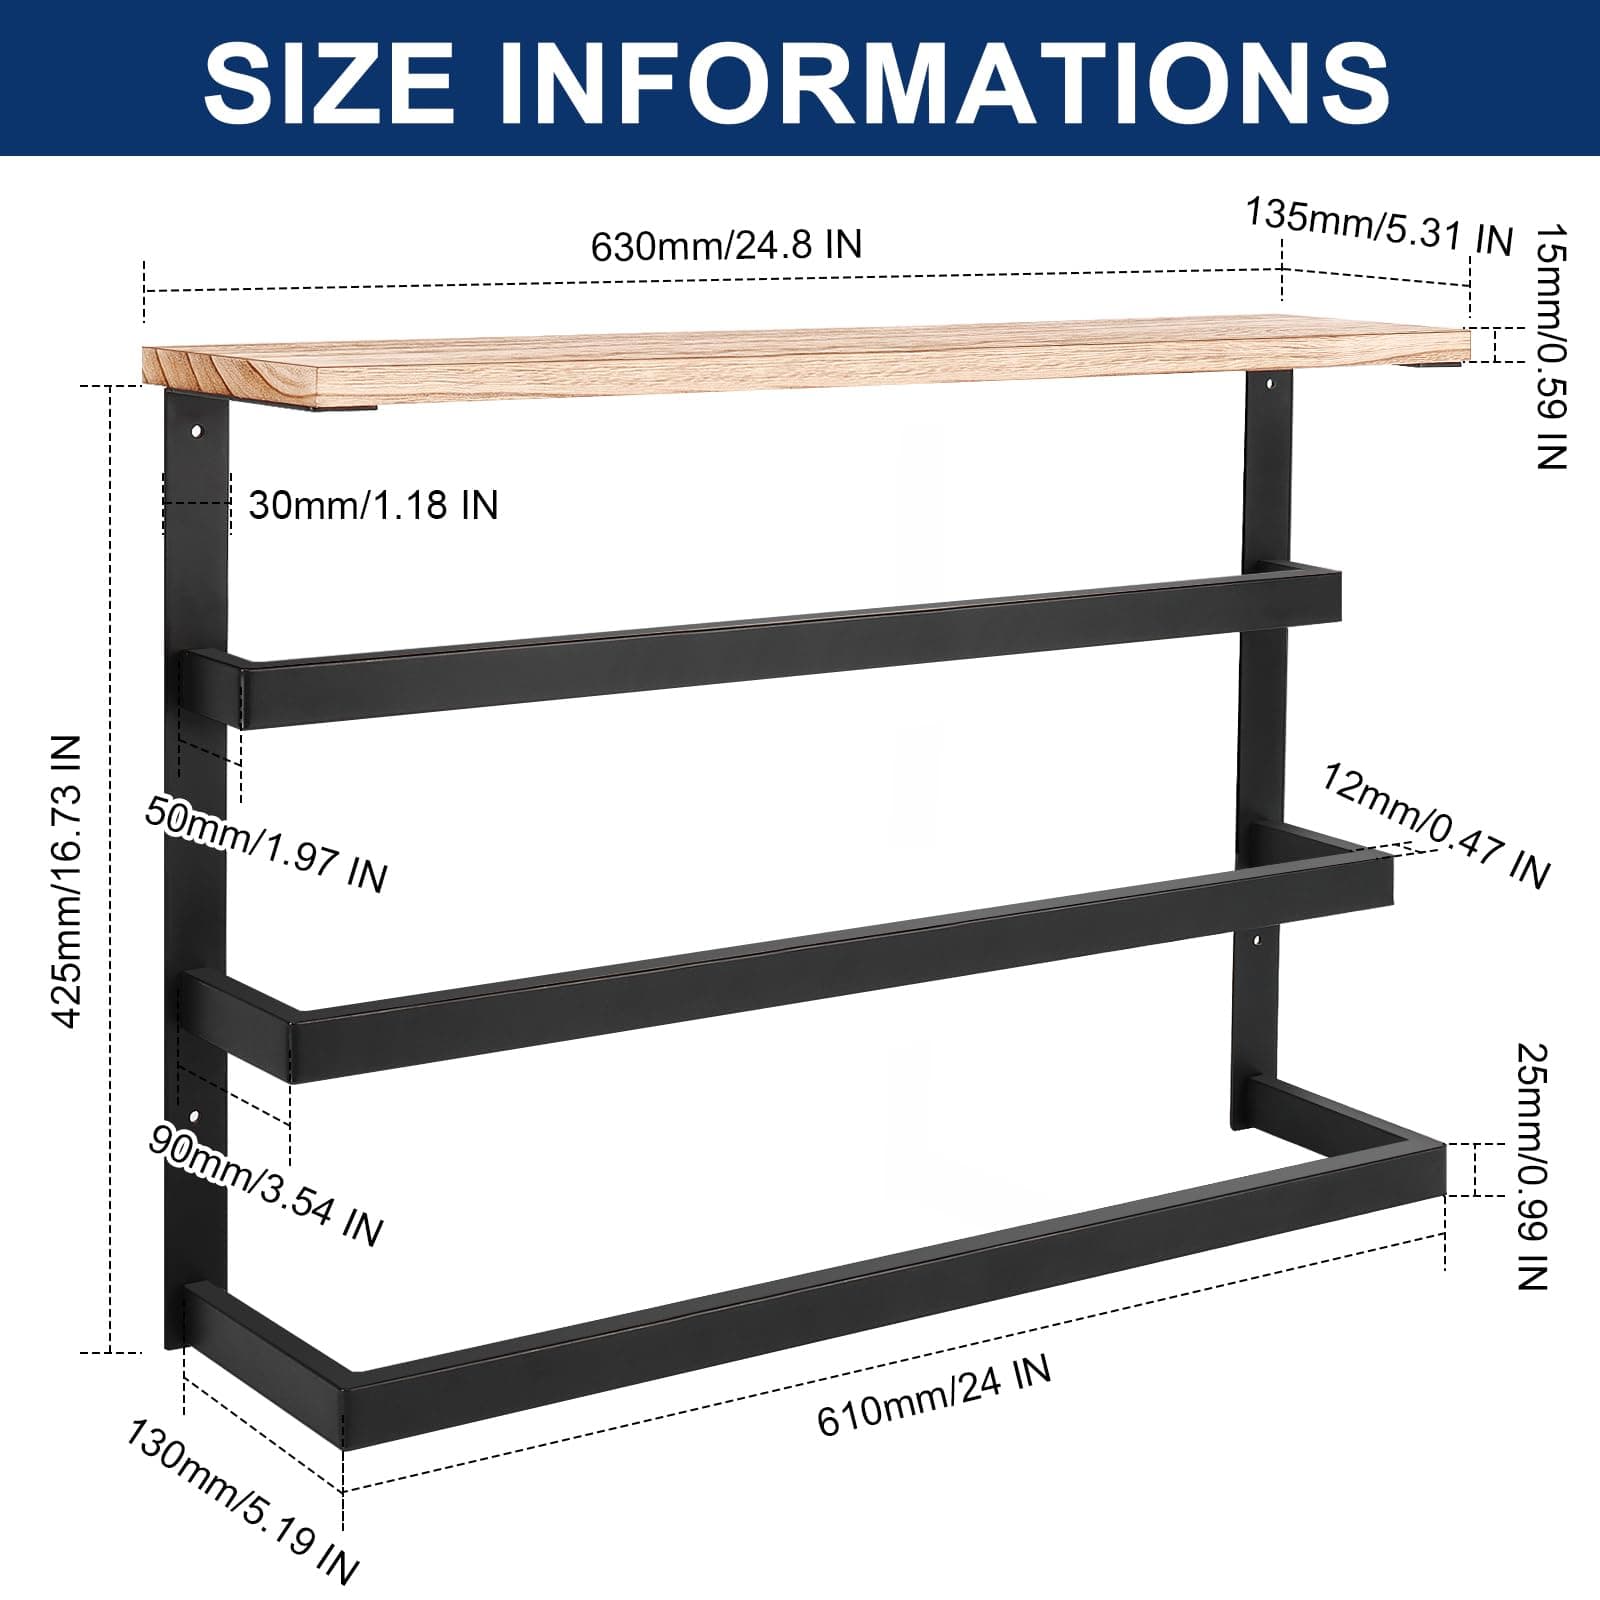 SIZE INFORMATIONS
630mm/24.8 IN
135mm/5.31 IN
15mm/0.59 IN
30mm/1.18 IN
425mm/16.73 IN
50mm/1.97 IN
12mm/0.47 IN
90mm/3.54 IN
25mm/0.99 IN
610mm/24 IN
130mm/5.19 IN